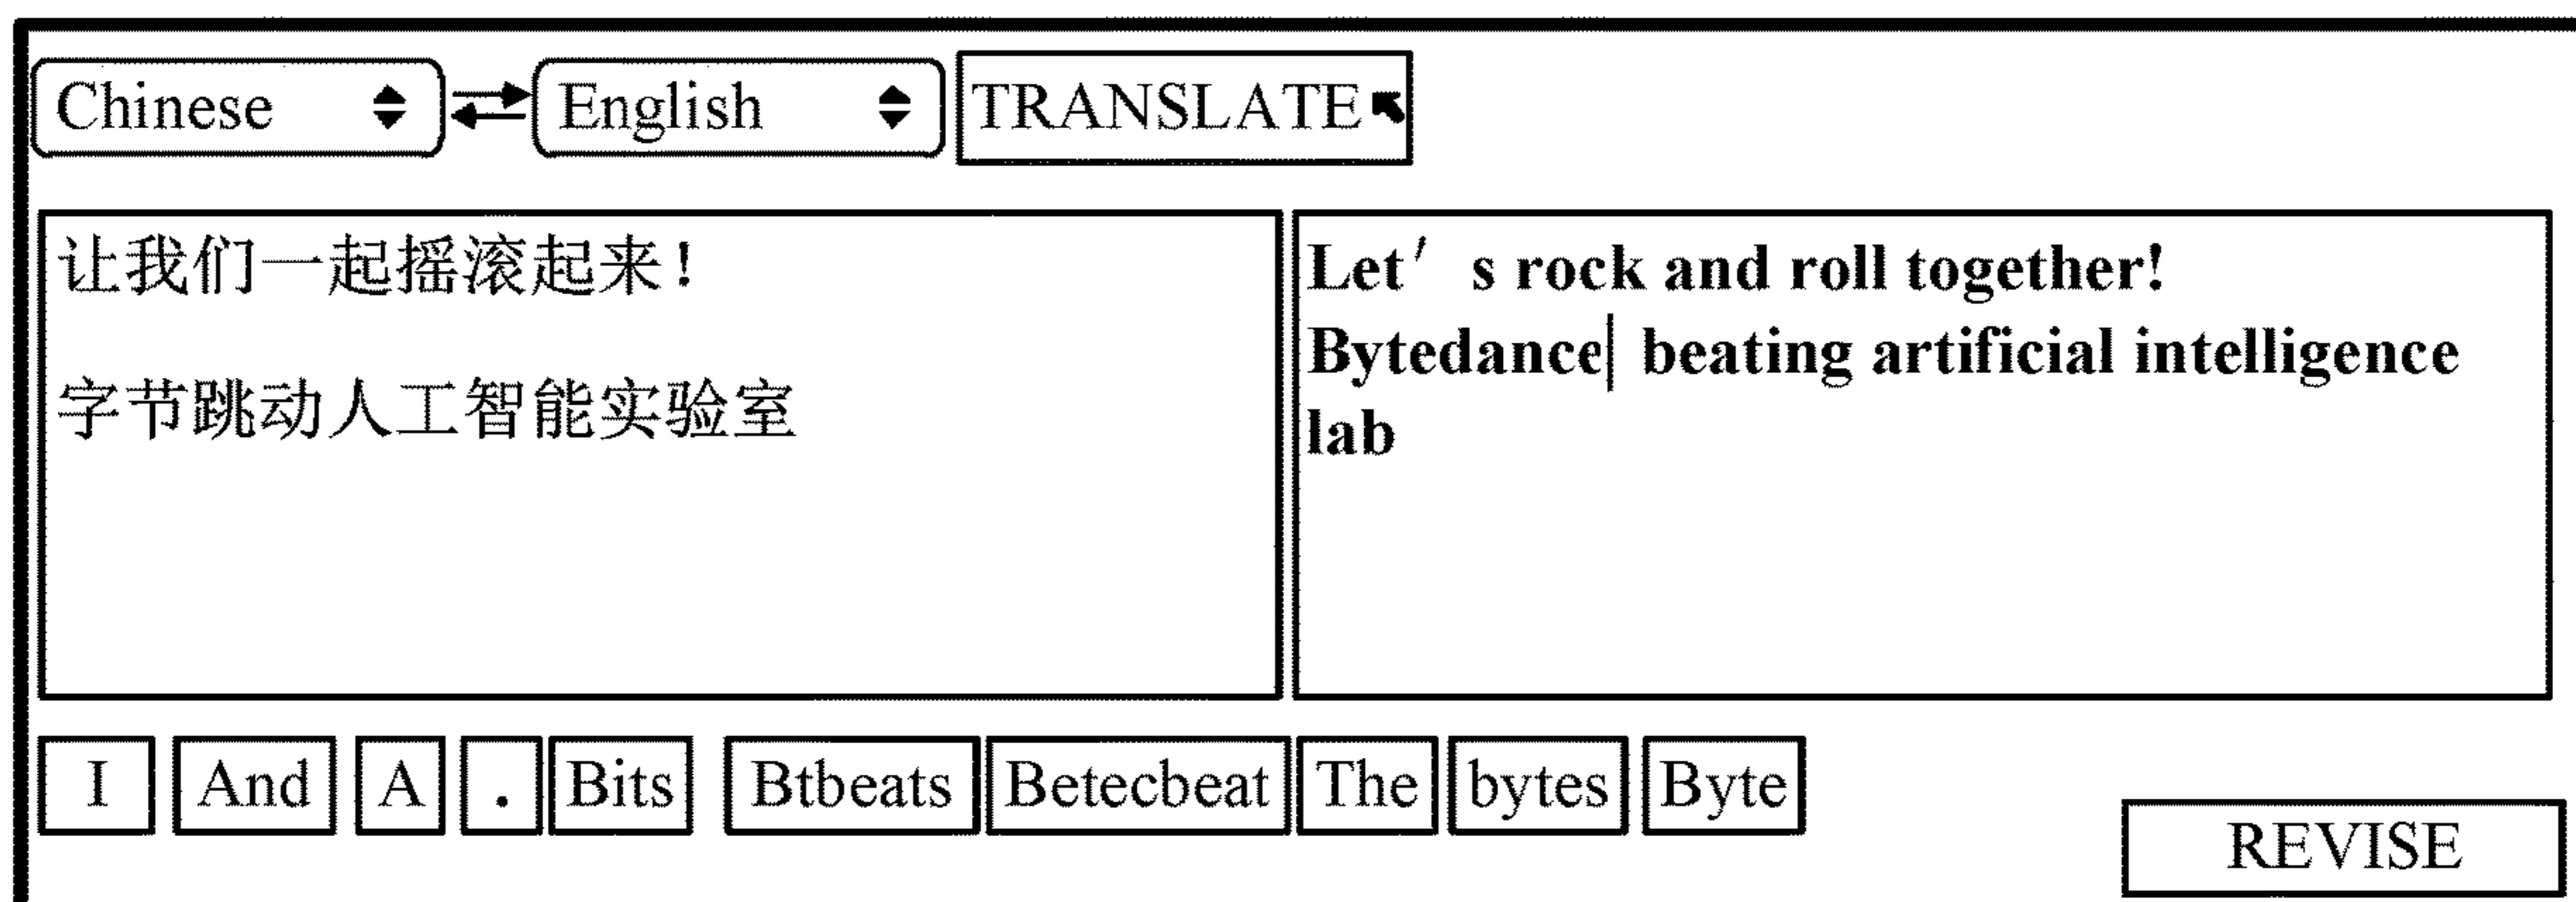 Chinese English TRANSLATE
让我们一起摇滚起来！
字节跳动人工智能实验室
Let′ s rock and roll together!
Bytedance beating artificial intelligence
lab
I And A . Bits Btbeats Betecbeat The bytes Byte
REVISE